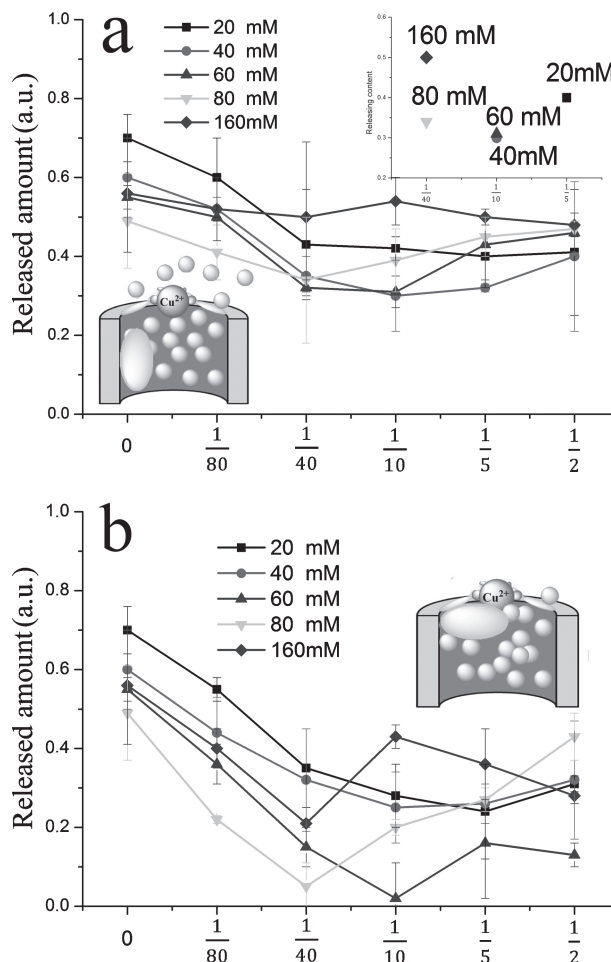 a
20 mM
40 mM
60 mM
80 mM
160mM
Released amount (a.u.)
1.0
0.8
0.6
0.4
0.2
0.0
0
1/80
1/40
1/10
1/5
1/2
Cu2+
Releasing content
0.6
0.5
0.4
0.3
0.2
1/40
1/10
1/5
160 mM
80 mM
60 mM
40mM
20mM
b
20 mM
40 mM
60 mM
80 mM
160mM
Released amount (a.u.)
1.0
0.8
0.6
0.4
0.2
0.0
0
1/80
1/40
1/10
1/5
1/2
Cu2+